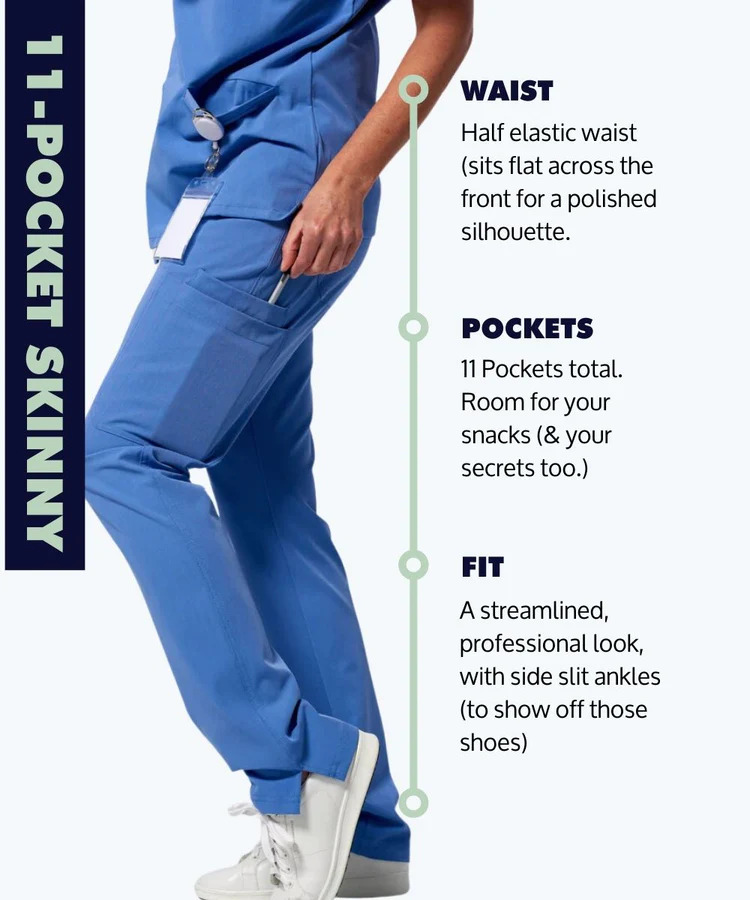 11-POCKET SKINNY
WAIST
Half elastic waist
(sits flat across the
front for a polished
silhouette.
POCKETS
11 Pockets total.
Room for your
snacks (& your
secrets too.)
FIT
A streamlined,
professional look,
with side slit ankles
(to show off those
shoes)